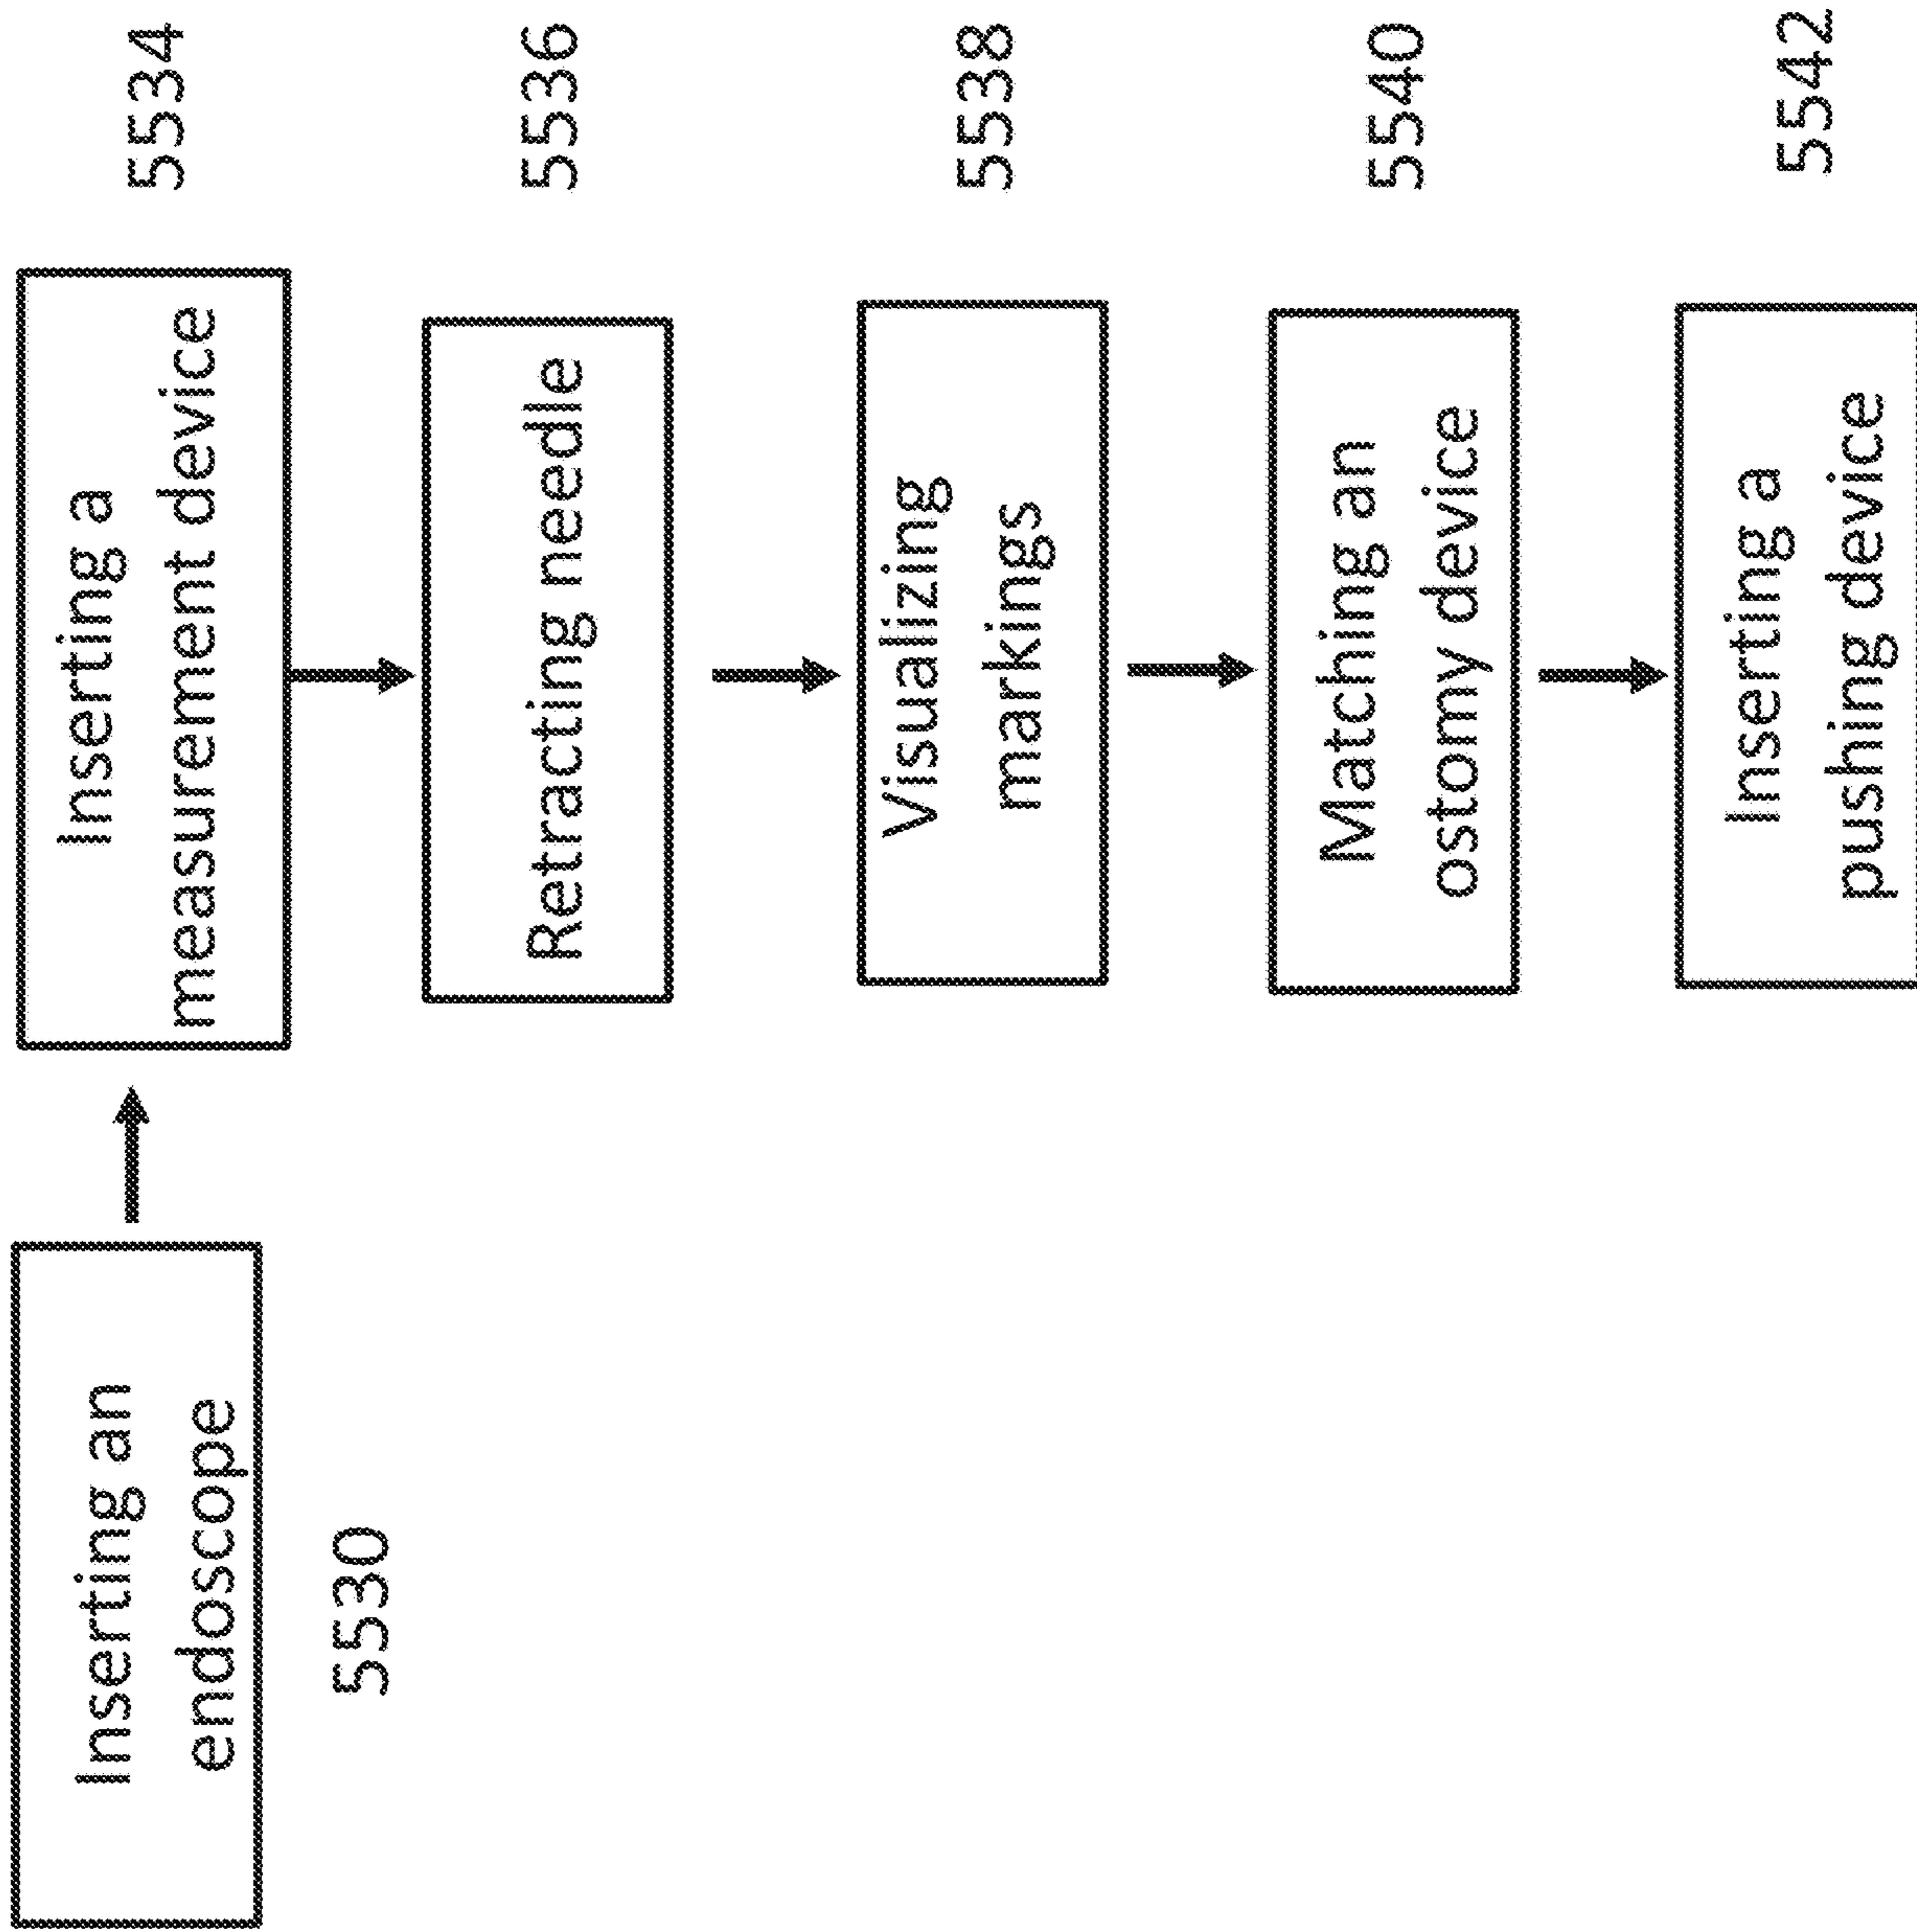 Inserting an
endoscope
5530
Inserting a
measurement device
5534
Retracting needle
5536
Visualizing
markings
5538
Matching an
ostomy device
5540
Inserting a
pushing device
5542